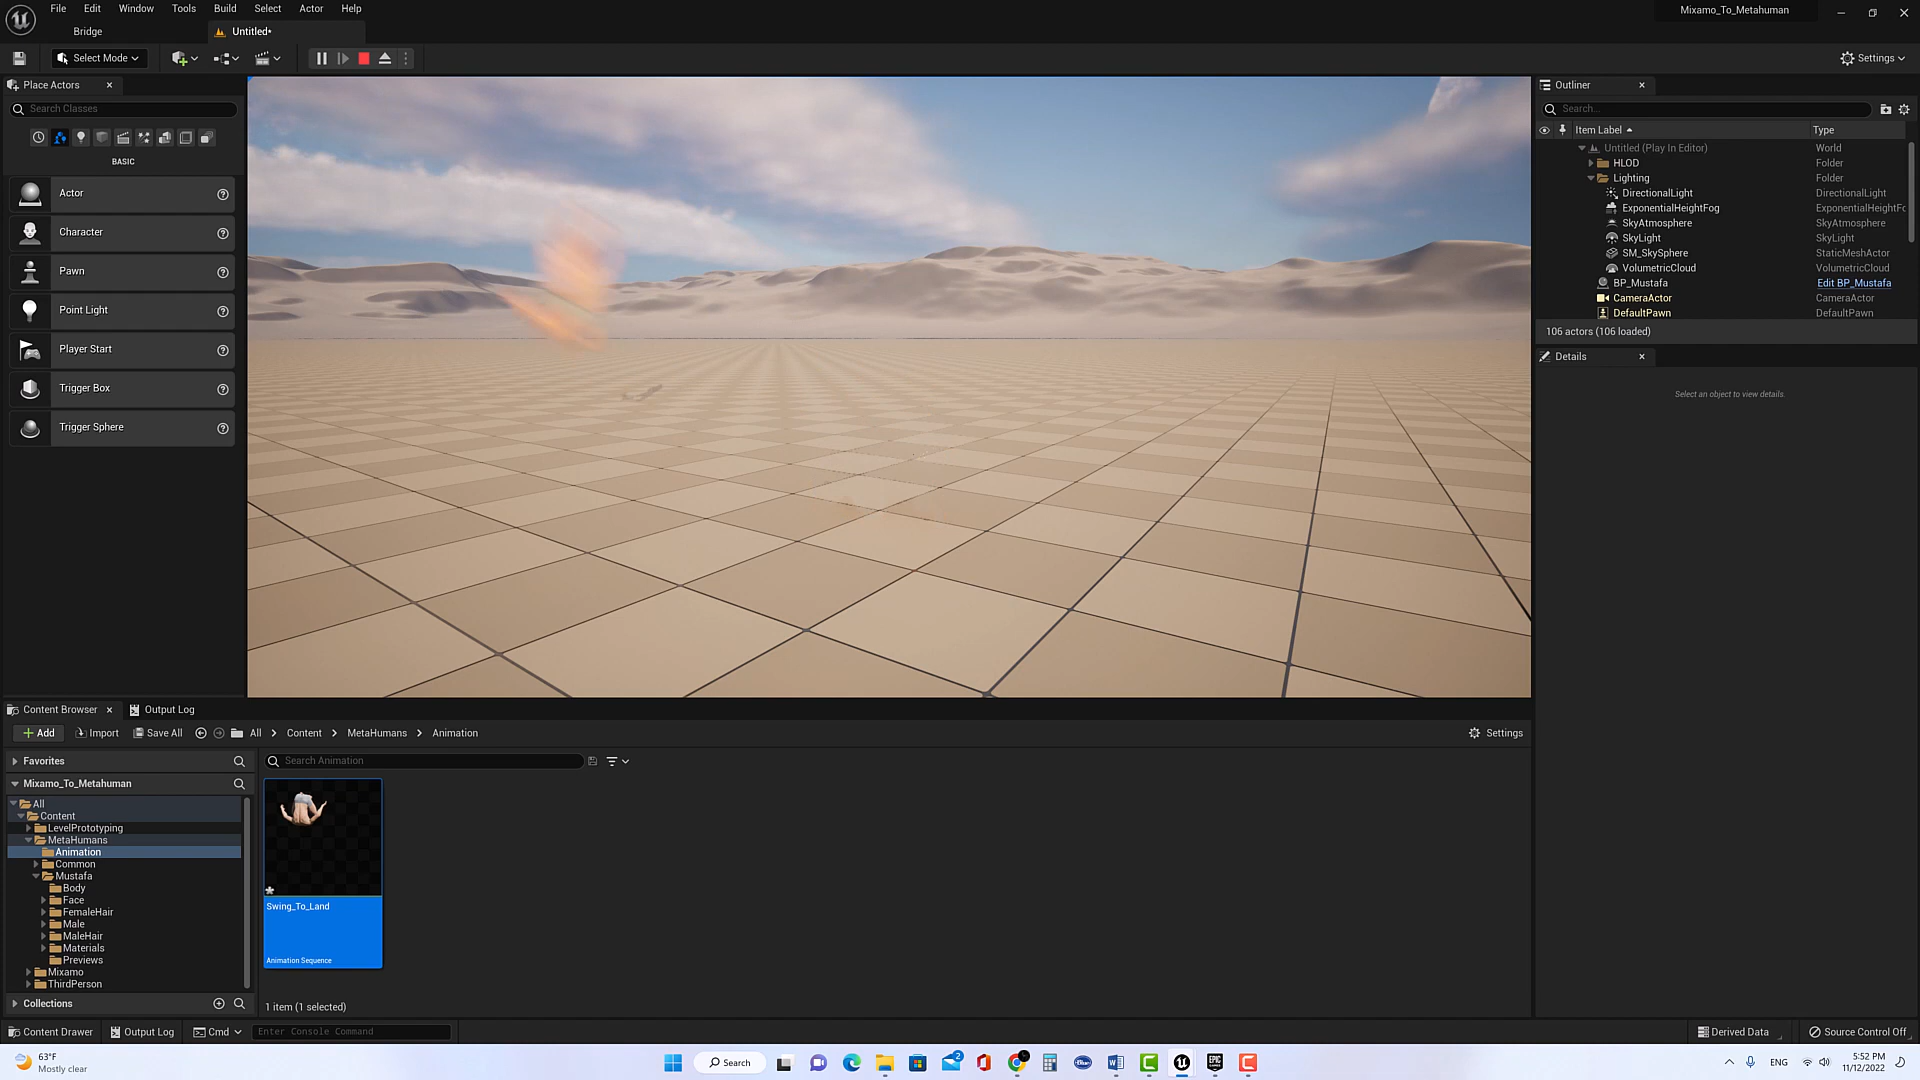 File Edit Window Tools Build Select Actor Help
Mixamo_To_Metahuman
Bridge
Untitled*
Select Mode
Settings
Place Actors
Search Classes
BASIC
Actor
Character
Pawn
Point Light
Player Start
Trigger Box
Trigger Sphere
Outliner
Search...
Item Label Type
Untitled (Play In Editor) World
HLOD Folder
Lighting Folder
DirectionalLight DirectionalLight
ExponentialHeightFog ExponentialHeightFo
SkyAtmosphere SkyAtmosphere
SkyLight SkyLight
SM_SkySphere StaticMeshActor
VolumetricCloud VolumetricCloud
BP_Mustafa Edit BP_Mustafa
CameraActor CameraActor
DefaultPawn DefaultPawn
106 actors (106 loaded)
Details
Select an object to view details.
Content Browser Output Log
Add Import Save All All Content MetaHumans Animation Settings
Favorites
Mixamo_To_Metahuman
All
Content
LevelPrototyping
MetaHumans
Animation
Common
Mustafa
Body
Face
FemaleHair
Male
MaleHair
Materials
Previews
Mixamo
ThirdPerson
Collections
Search Animation
Swing_To_Land
Animation Sequence
1 item (1 selected)
Content Drawer Output Log Cmd Enter Console Command Derived Data Source Control Off
63°F
Mostly clear
Search
2
EPIC
ENG
5:52 PM
11/12/2022